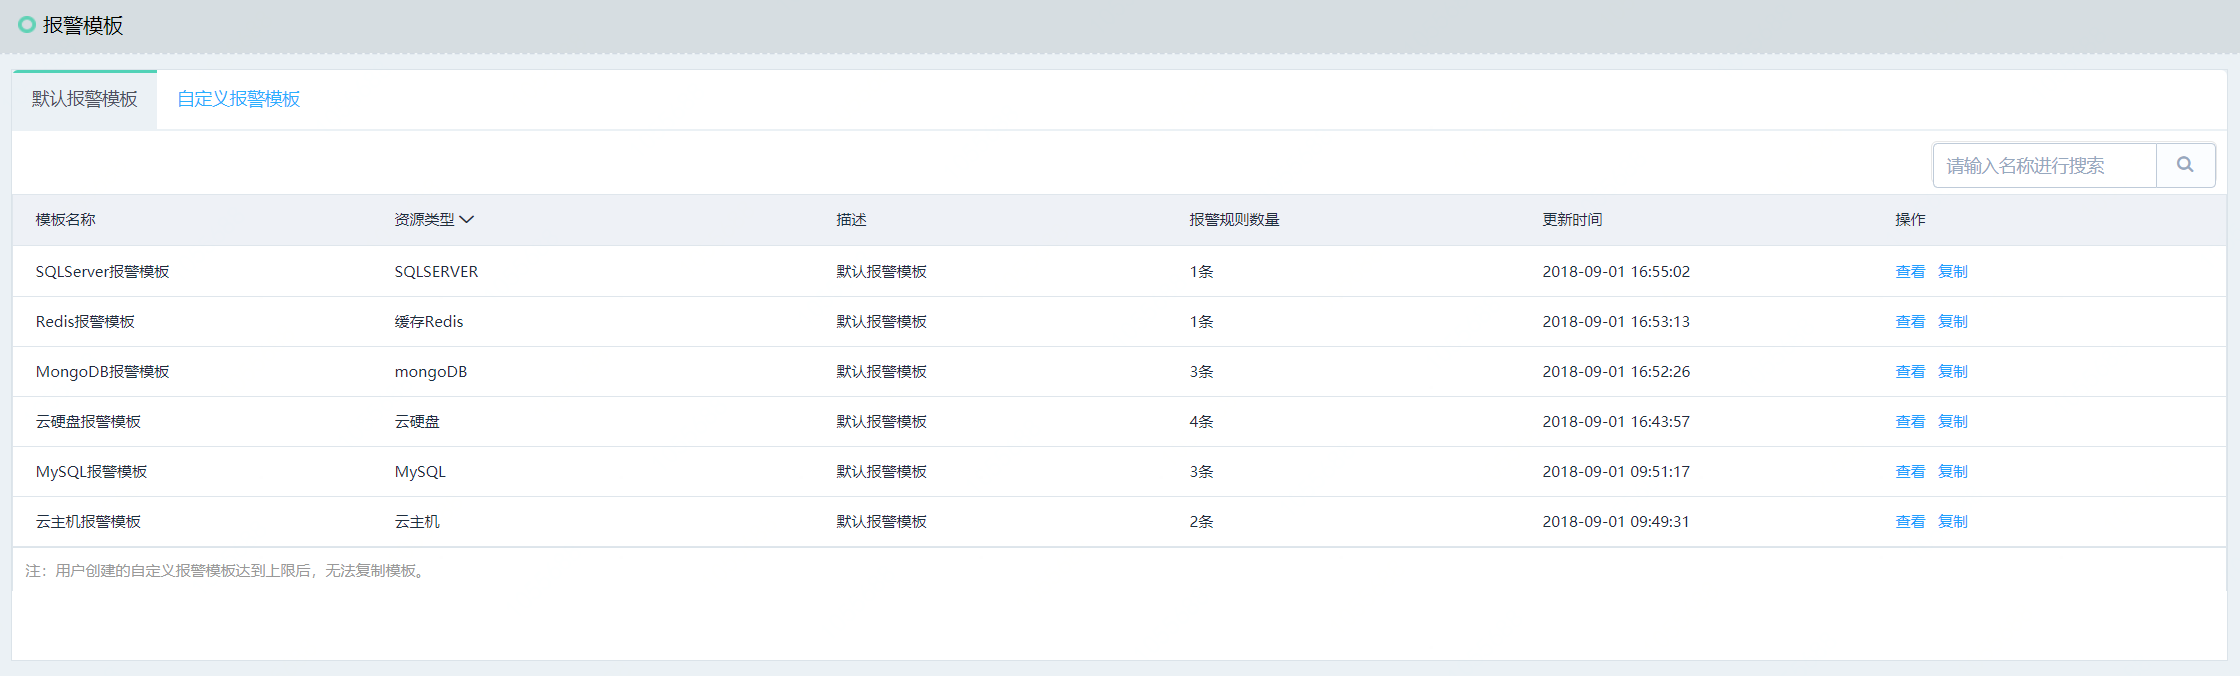 报警模板
默认报警模板 自定义报警模板
请输入名称进行搜索
模板名称 资源类型 描述 报警规则数量 更新时间 操作
SQLServer报警模板 SQLSERVER 默认报警模板 1条 2018-09-01 16:55:02 查看 复制
Redis报警模板 缓存Redis 默认报警模板 1条 2018-09-01 16:53:13 查看 复制
MongoDB报警模板 mongoDB 默认报警模板 3条 2018-09-01 16:52:26 查看 复制
云硬盘报警模板 云硬盘 默认报警模板 4条 2018-09-01 16:43:57 查看 复制
MySQL报警模板 MySQL 默认报警模板 3条 2018-09-01 09:51:17 查看 复制
云主机报警模板 云主机 默认报警模板 2条 2018-09-01 09:49:31 查看 复制
注：用户创建的自定义报警模板达到上限后，无法复制模板。